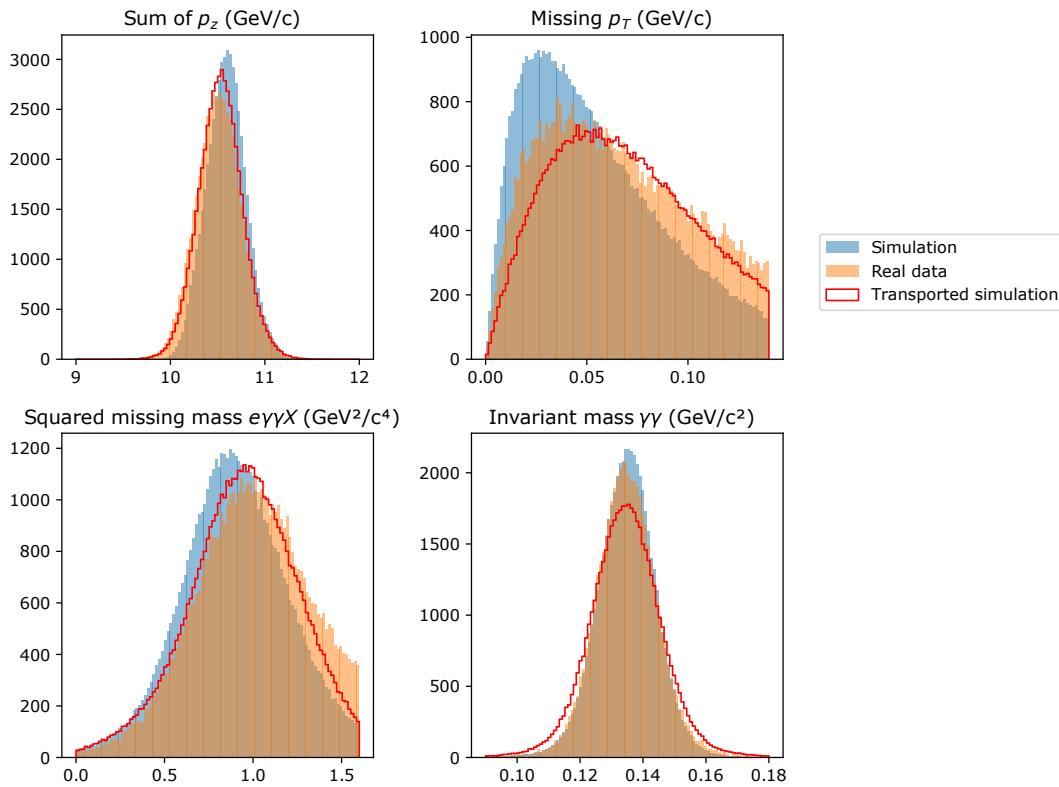 Sum of p_z (GeV/c)
3000
2500
2000
1500
1000
500
0
9 10 11 12
Missing p_T (GeV/c)
1000
800
600
400
200
0
0.00 0.05 0.10
Simulation
Real data
Transported simulation
Squared missing mass eγγX (GeV²/c⁴)
1200
1000
800
600
400
200
0
0.0 0.5 1.0 1.5
Invariant mass γγ (GeV/c²)
2000
1500
1000
500
0
0.10 0.12 0.14 0.16 0.18